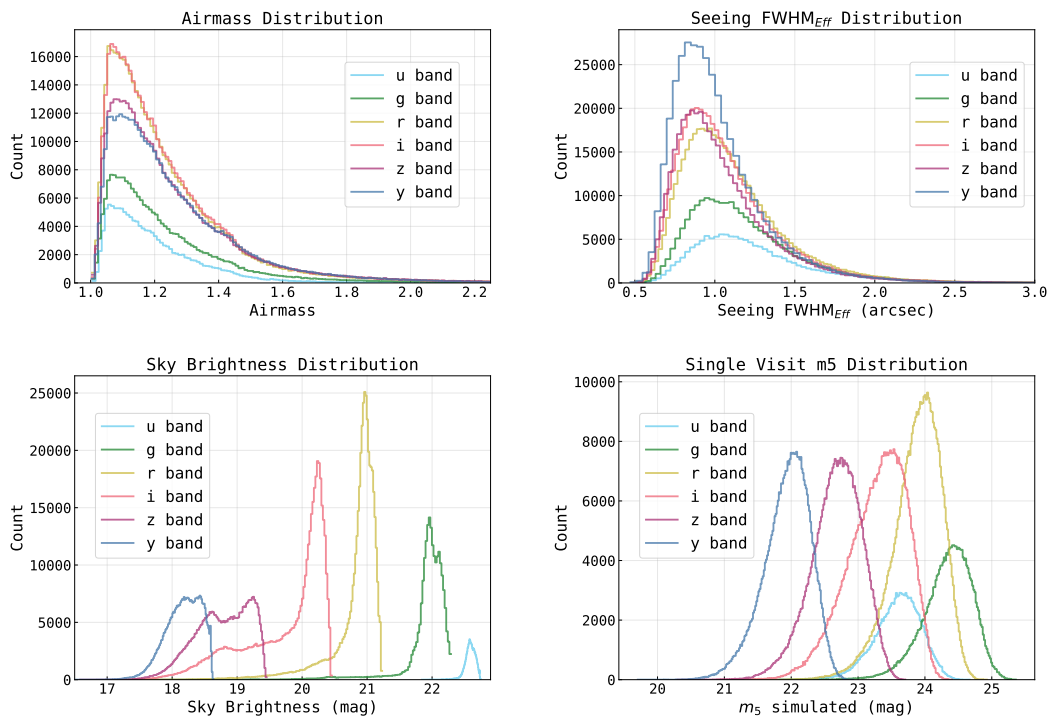 Airmass Distribution
16000
14000
12000
10000
8000
6000
4000
2000
0
Count
u band
g band
r band
i band
z band
y band
1.0 1.2 1.4 1.6 1.8 2.0 2.2
Airmass
Seeing FWHM_Eff Distribution
25000
20000
15000
10000
5000
0
Count
u band
g band
r band
i band
z band
y band
0.5 1.0 1.5 2.0 2.5 3.0
Seeing FWHM_Eff (arcsec)
Sky Brightness Distribution
25000
20000
15000
10000
5000
0
Count
u band
g band
r band
i band
z band
y band
17 18 19 20 21 22
Sky Brightness (mag)
Single Visit m5 Distribution
10000
8000
6000
4000
2000
0
Count
u band
g band
r band
i band
z band
y band
20 21 22 23 24 25
m₅ simulated (mag)